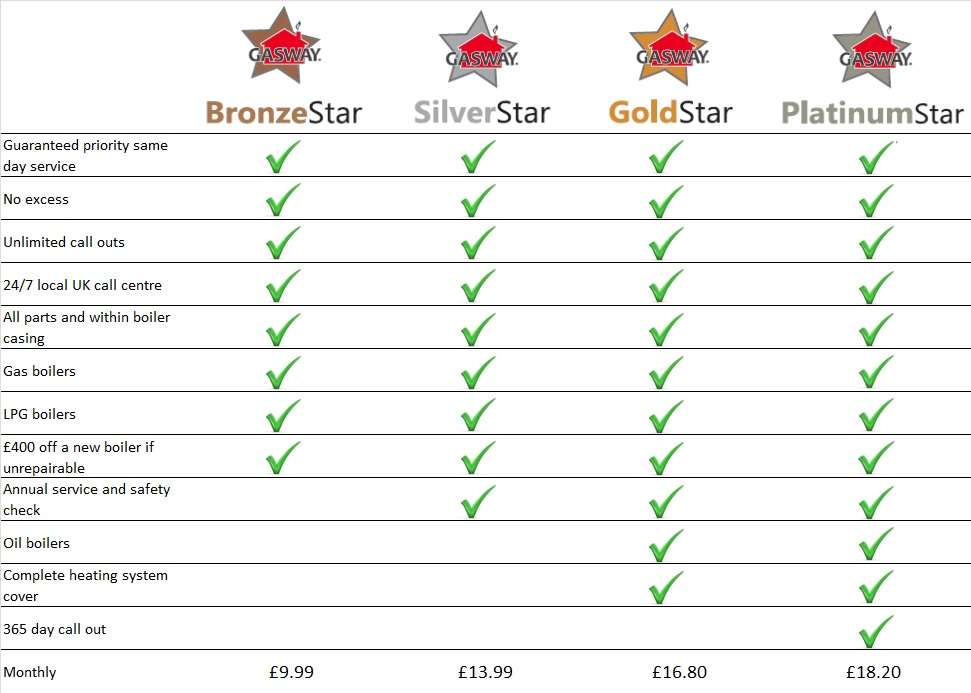 GASWAY. GASWAY. GASWAY. GASWAY.
BronzeStar SilverStar GoldStar PlatinumStar
Guaranteed priority same
day service
No excess
Unlimited call outs
24/7 local UK call centre
All parts and within boiler
casing
Gas boilers
LPG boilers
£400 off a new boiler if
unrepairable
Annual service and safety
check
Oil boilers
Complete heating system
cover
365 day call out
Monthly £9.99 £13.99 £16.80 £18.20